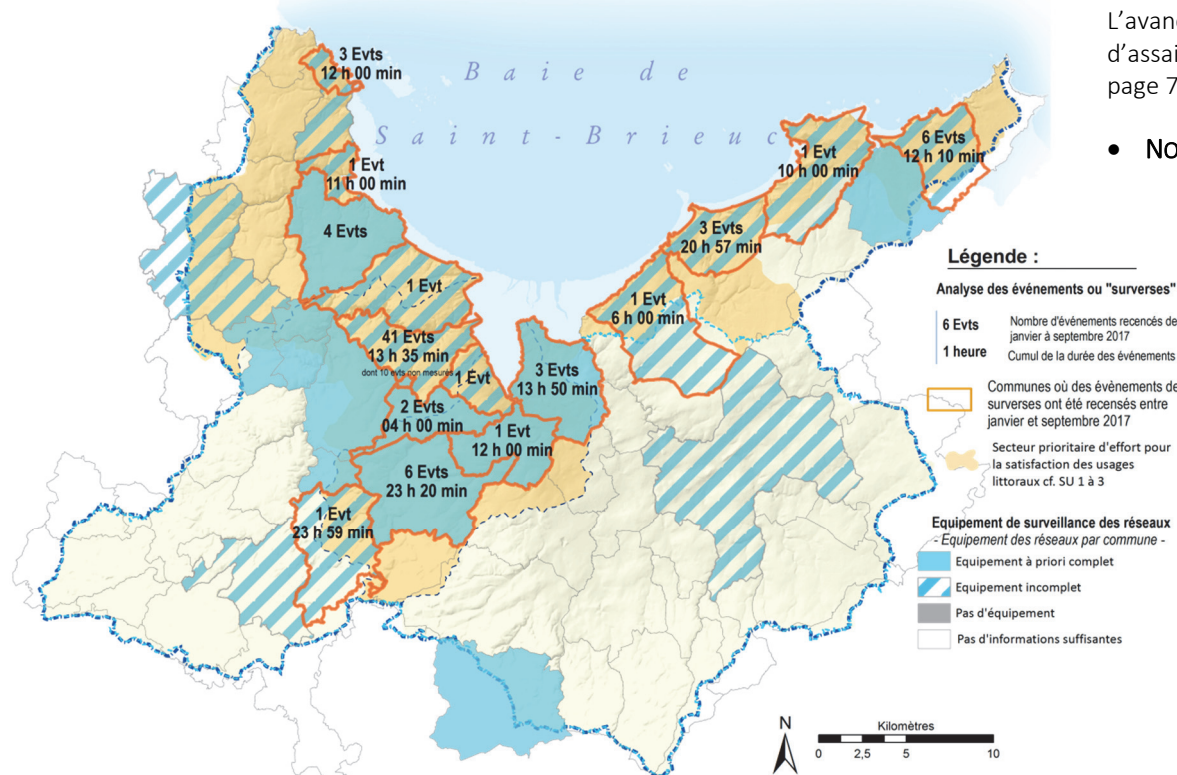 L'avanc
d'assai
page 7
• No
Baie de
Saint-Brieuc
3 Evts
12 h 00 min
1 Evt
11 h 00 min
4 Evts
1 Evt
41 Evts
13 h 35 min
dont 10 evts non mesurés
1 Evt
2 Evts
04 h 00 min
3 Evts
13 h 50 min
1 Evt
12 h 00 min
6 Evts
23 h 20 min
1 Evt
23 h 59 min
1 Evt
6 h 00 min
3 Evts
20 h 57 min
1 Evt
10 h 00 min
6 Evts
12 h 10 min
Légende :
Analyse des événements ou "surverses"
6 Evts
Nombre d'événements recencés de
janvier à septembre 2017
1 heure
Cumul de la durée des événements
Communes où des évènements de
surverses ont été recensés entre
janvier et septembre 2017
Secteur prioritaire d'effort pour
la satisfaction des usages
littoraux cf. SU 1 à 3
Equipement de surveillance des réseaux
- Equipement des réseaux par commune -
Equipement à priori complet
Equipement incomplet
Pas d'équipement
Pas d'informations suffisantes
N
Kilomètres
0 2,5 5 10